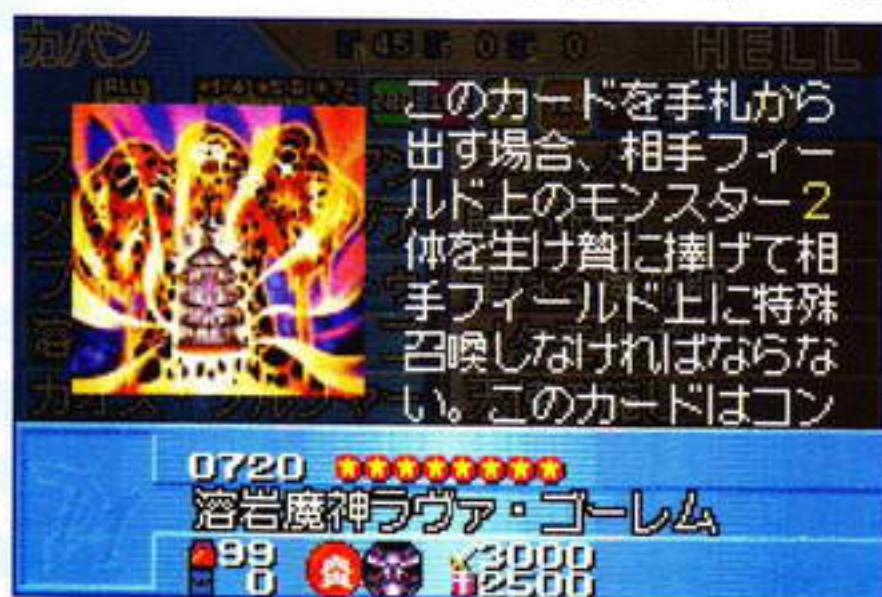 カバン 45 0 0 HELL
このカードを手札から
出す場合、相手フィー
ルド上のモンスター2
体を生け贄に捧げて相
手フィールド上に特殊
召喚しなければならな
い。このカードはコン
0720
溶岩魔神ラヴァ・ゴーレム
99 炎 3000
0 2500